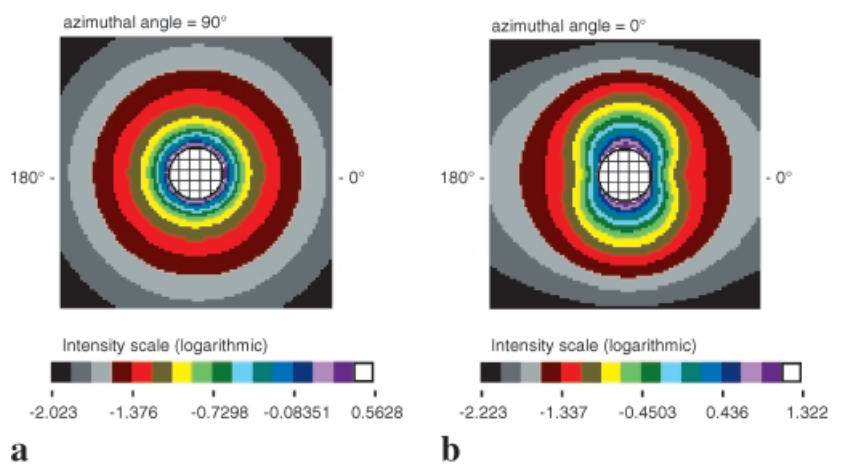 azimuthal angle = 90°
180° - - 0°
Intensity scale (logarithmic)
-2.023 -1.376 -0.7298 -0.08351 0.5628
a
azimuthal angle = 0°
180° - - 0°
Intensity scale (logarithmic)
-2.223 -1.337 -0.4503 0.436 1.322
b